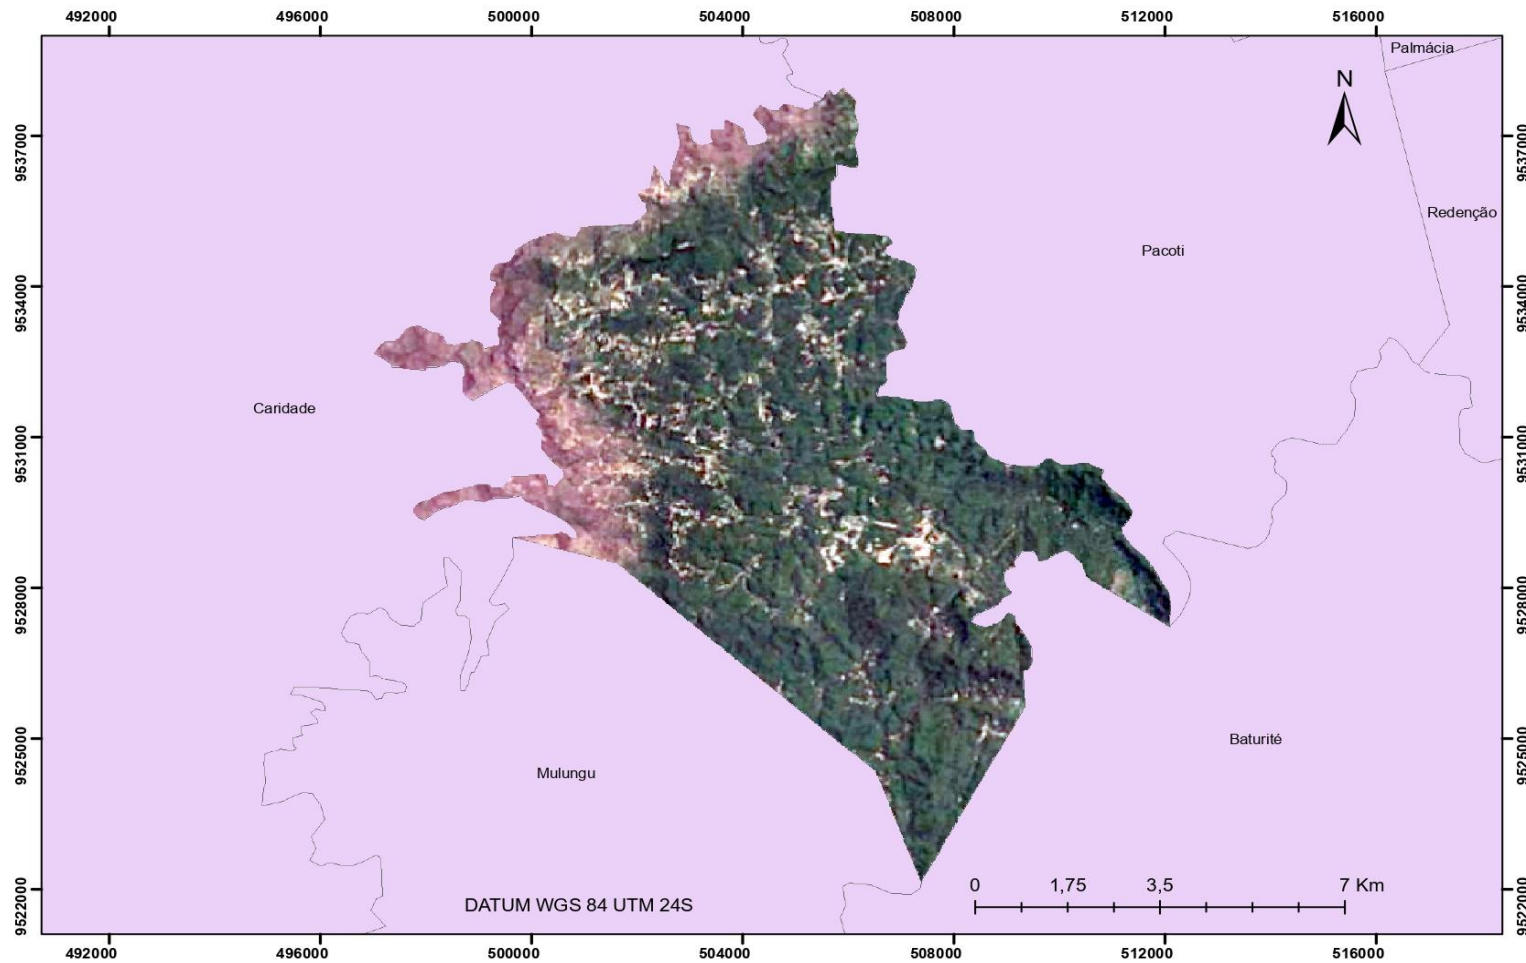 492000 496000 500000 504000 508000 512000 516000
Palmácia
N
9537000 9537000
Redenção
Pacoti
9534000 9534000
Caridade
9531000 9531000
9528000 9528000
Baturité
9525000 9525000
Mulungu
0 1,75 3,5 7 Km
9522000 9522000
DATUM WGS 84 UTM 24S
492000 496000 500000 504000 508000 512000 516000